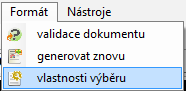 Formát Nástroje
validace dokumentu
generovat znovu
vlastnosti výběru